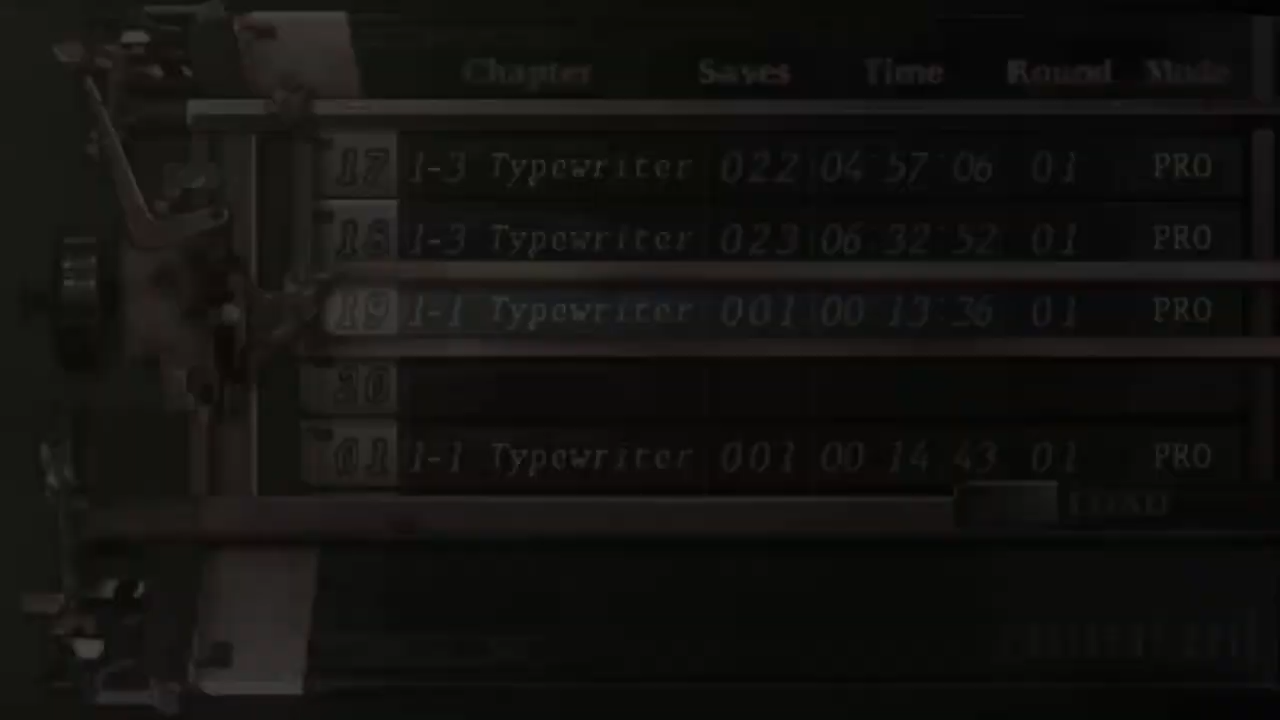 Chapter Saves Time Round Mode
17 1-3 Typewriter 022 04 57 06 01 PRO
18 1-3 Typewriter 023 06:32:52 01 PRO
19 1-1 Typewriter 001 00 13:36 01 PRO
20
01 1-1 Typewriter 001 00 14 43 01 PRO
LOAD